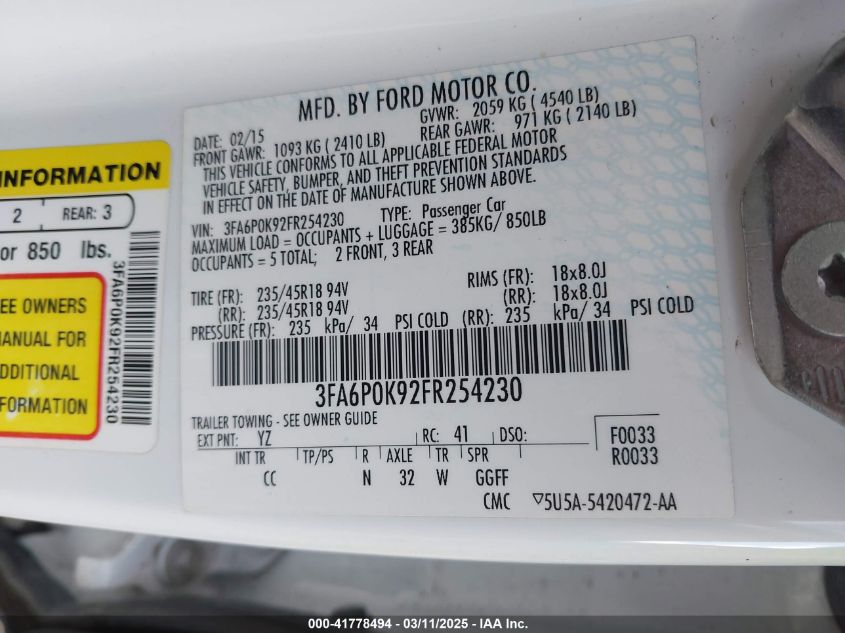 INFORMATION
2 REAR: 3
or 850 lbs.
EE OWNERS
MANUAL FOR
ADDITIONAL
FORMATION
3FA6P0K92FR254230
MFD. BY FORD MOTOR CO.
DATE: 02/15 GVWR: 2059 KG ( 4540 LB)
FRONT GAWR: 1093 KG ( 2410 LB) REAR GAWR: 971 KG ( 2140 LB)
THIS VEHICLE CONFORMS TO ALL APPLICABLE FEDERAL MOTOR
VEHICLE SAFETY, BUMPER, AND THEFT PREVENTION STANDARDS
IN EFFECT ON THE DATE OF MANUFACTURE SHOWN ABOVE.
VIN: 3FA6P0K92FR254230 TYPE: Passenger Car
MAXIMUM LOAD = OCCUPANTS + LUGGAGE = 385KG/ 850LB
OCCUPANTS = 5 TOTAL; 2 FRONT, 3 REAR
TIRE (FR): 235/45R18 94V RIMS (FR): 18x8.0J
(RR): 235/45R18 94V (RR): 18x8.0J
PRESSURE (FR): 235 kPa/ 34 PSI COLD (RR): 235 kPa/ 34 PSI COLD
3FA6P0K92FR254230
TRAILER TOWING - SEE OWNER GUIDE
EXT PNT: YZ RC: 41 DSO: F0033
INT TR TP/PS R AXLE TR SPR R0033
CC N 32 W GGFF
CMC ▽5U5A-5420472-AA
000-41778494 - 03/11/2025 - IAA Inc.